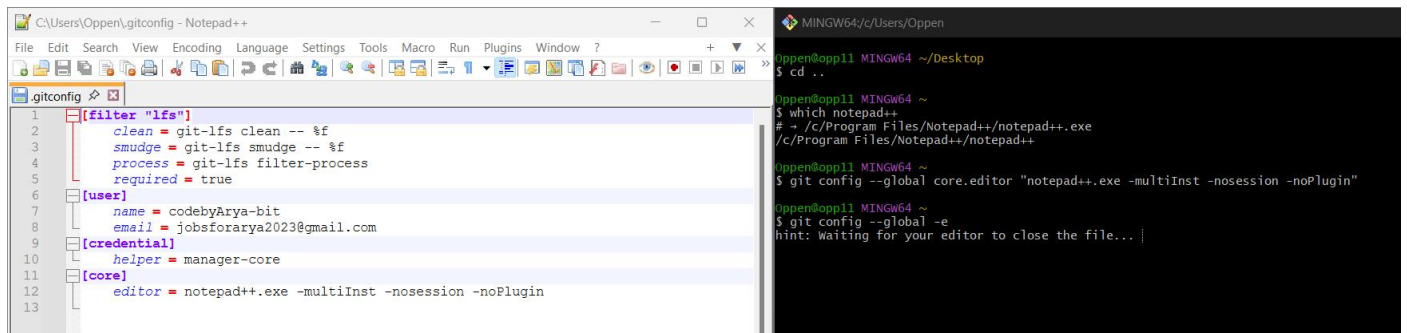 C:\Users\Oppen\.gitconfig - Notepad++
File Edit Search View Encoding Language Settings Tools Macro Run Plugins Window ?
.gitconfig
1 [filter "lfs"]
2 clean = git-lfs clean -- %f
3 smudge = git-lfs smudge -- %f
4 process = git-lfs filter-process
5 required = true
6 [user]
7 name = codebyArya-bit
8 email = jobsforarya2023@gmail.com
9 [credential]
10 helper = manager-core
11 [core]
12 editor = notepad++.exe -multiInst -nosession -noPlugin
13
MINGW64:/c/Users/Oppen
Oppen@opp11 MINGW64 ~/Desktop
$ cd ..
Oppen@opp11 MINGW64 ~
$ which notepad++
# → /c/Program Files/Notepad++/notepad++.exe
/c/Program Files/Notepad++/notepad++
Oppen@opp11 MINGW64 ~
$ git config --global core.editor "notepad++.exe -multiInst -nosession -noPlugin"
Oppen@opp11 MINGW64 ~
$ git config --global -e
hint: Waiting for your editor to close the file...